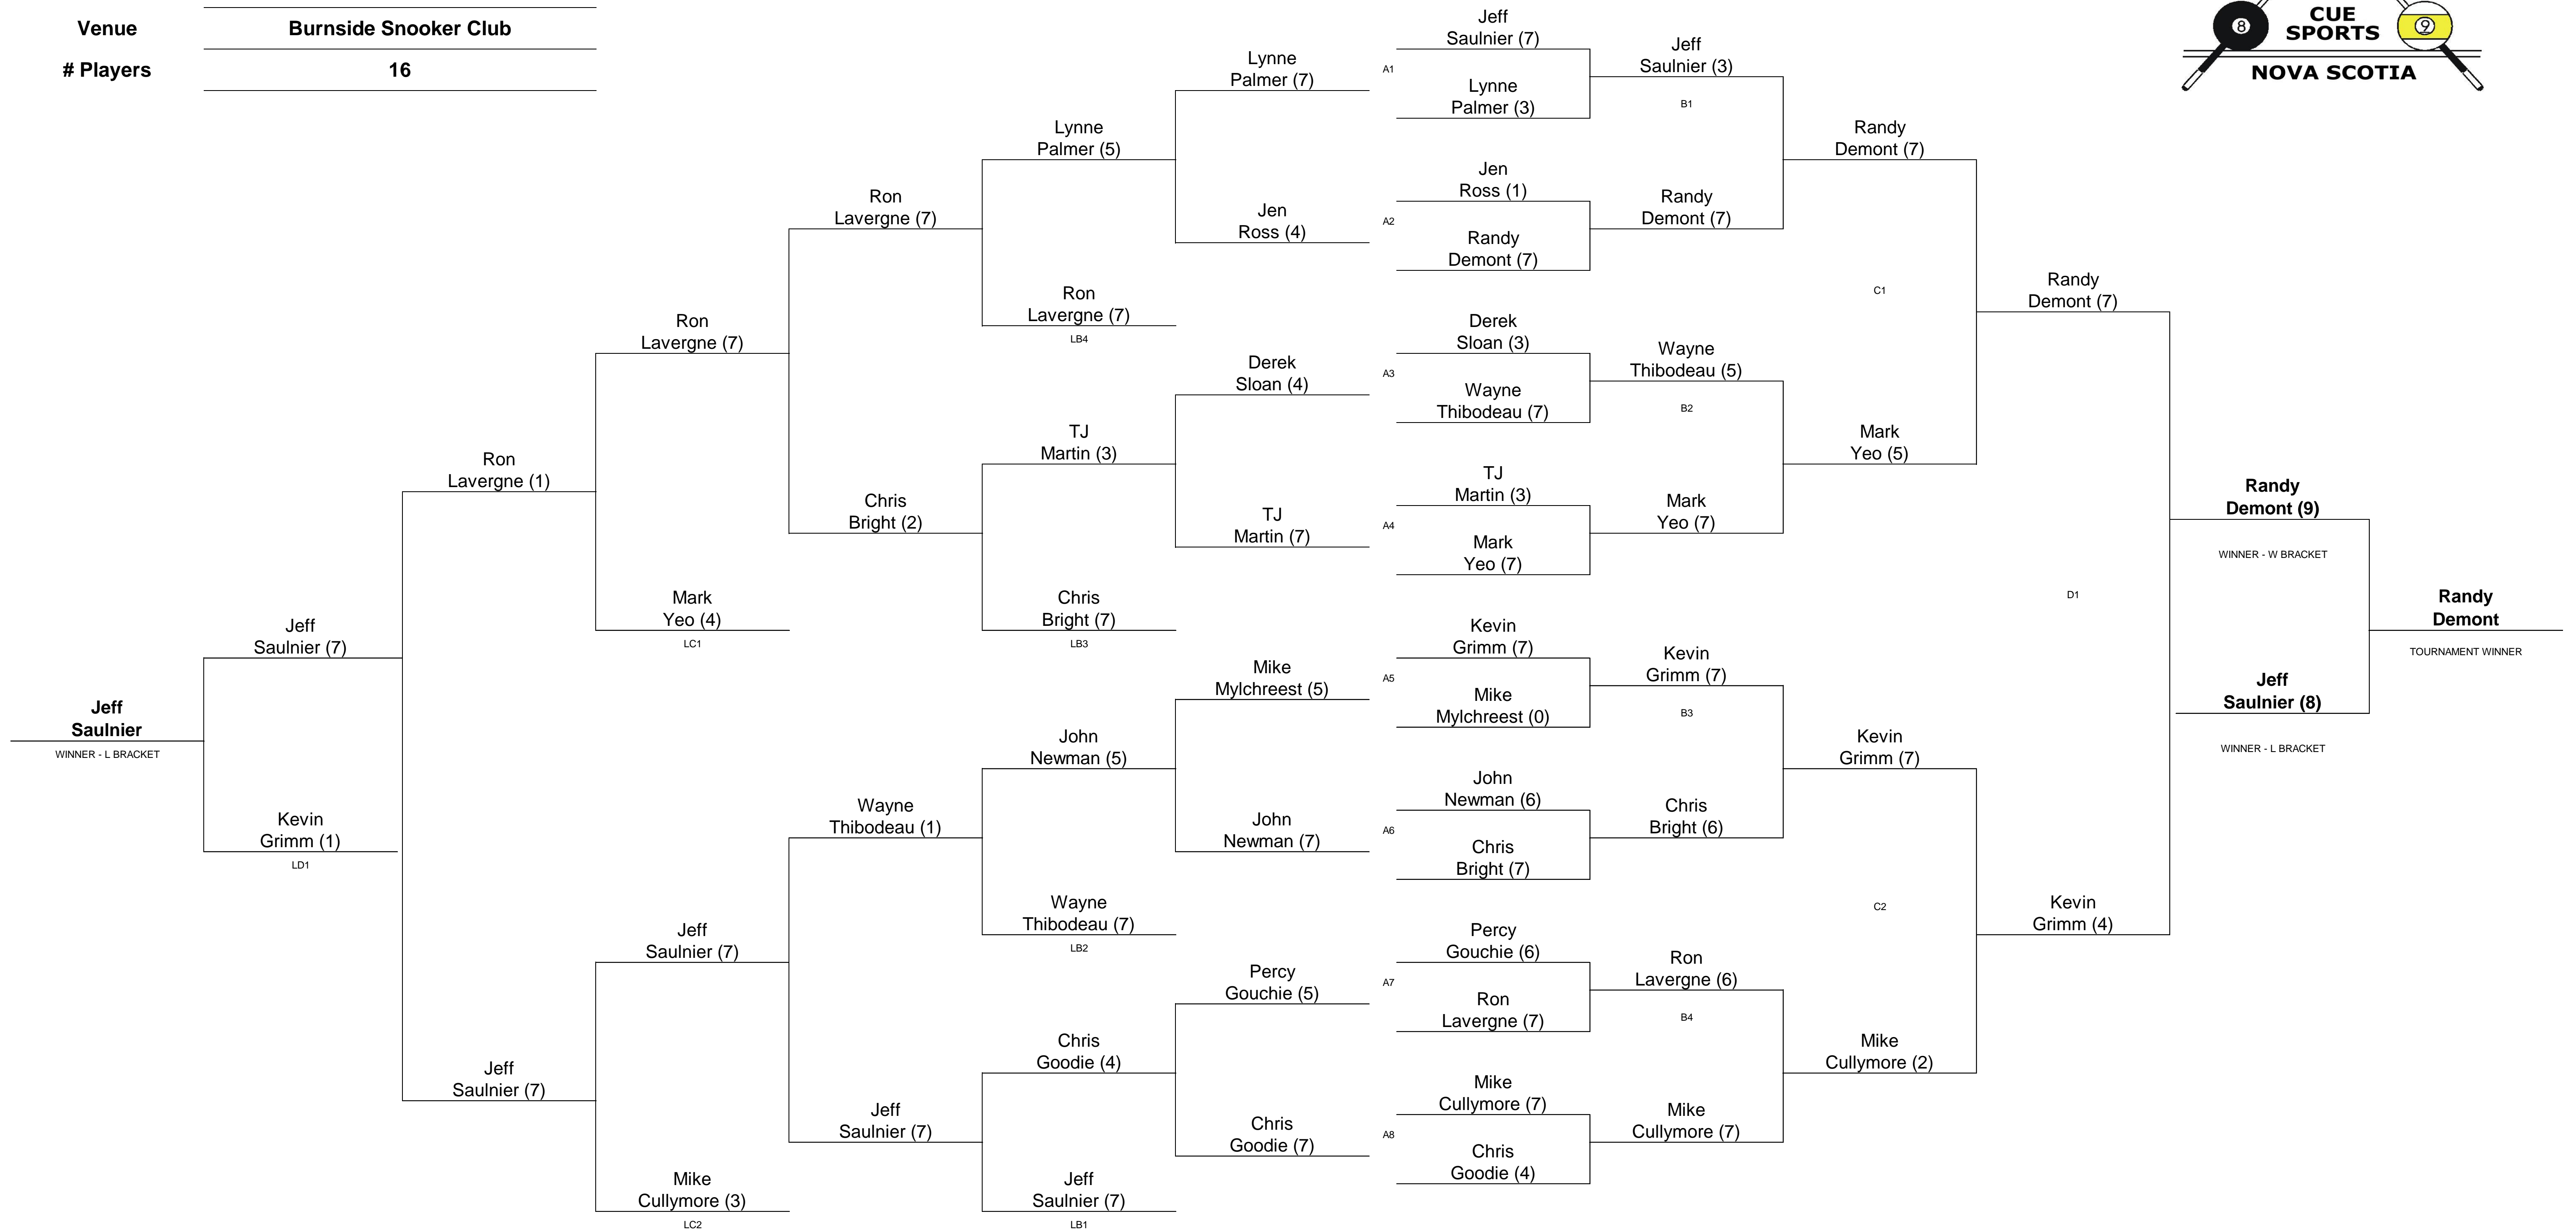 Venue
Burnside Snooker Club
# Players
16
8
CUE
SPORTS
9
NOVA SCOTIA
Jeff
Saulnier
WINNER - L BRACKET
Jeff
Saulnier (7)
Kevin
Grimm (1)
LD1
Ron
Lavergne (1)
Jeff
Saulnier (7)
Ron
Lavergne (7)
Mark
Yeo (4)
LC1
Jeff
Saulnier (7)
Mike
Cullymore (3)
LC2
Ron
Lavergne (7)
Chris
Bright (2)
Wayne
Thibodeau (1)
Jeff
Saulnier (7)
Lynne
Palmer (5)
Ron
Lavergne (7)
LB4
TJ
Martin (3)
Chris
Bright (7)
LB3
John
Newman (5)
Wayne
Thibodeau (7)
LB2
Chris
Goodie (4)
Jeff
Saulnier (7)
LB1
Lynne
Palmer (7)
Jen
Ross (4)
Derek
Sloan (4)
TJ
Martin (7)
Mike
Mylchreest (5)
John
Newman (7)
Percy
Gouchie (5)
Chris
Goodie (7)
A1
Jeff
Saulnier (7)
Lynne
Palmer (3)
A2
Jen
Ross (1)
Randy
Demont (7)
A3
Derek
Sloan (3)
Wayne
Thibodeau (7)
A4
TJ
Martin (3)
Mark
Yeo (7)
A5
Kevin
Grimm (7)
Mike
Mylchreest (0)
A6
John
Newman (6)
Chris
Bright (7)
A7
Percy
Gouchie (6)
Ron
Lavergne (7)
A8
Mike
Cullymore (7)
Chris
Goodie (4)
Jeff
Saulnier (3)
B1
Randy
Demont (7)
Wayne
Thibodeau (5)
B2
Mark
Yeo (7)
Kevin
Grimm (7)
B3
Chris
Bright (6)
Ron
Lavergne (6)
B4
Mike
Cullymore (7)
Randy
Demont (7)
C1
Mark
Yeo (5)
Kevin
Grimm (7)
C2
Mike
Cullymore (2)
Randy
Demont (7)
D1
Kevin
Grimm (4)
Randy
Demont (9)
WINNER - W BRACKET
Jeff
Saulnier (8)
WINNER - L BRACKET
Randy
Demont
TOURNAMENT WINNER